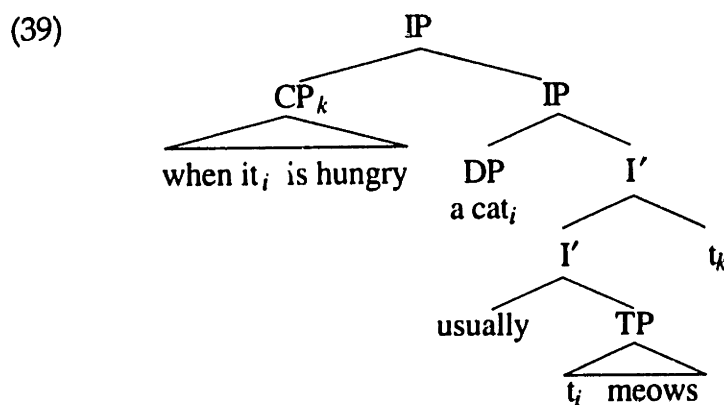 (39) IP
CP_k IP
when it_i is hungry DP I′
a cat_i
I′ t_k
usually TP
t_i meows